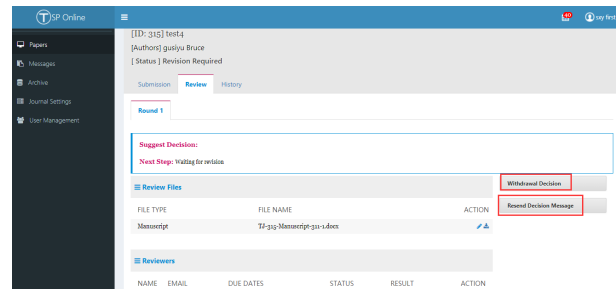 TSP Online
40
say first
Papers
Messages
Archive
Journal Settings
User Management
[ID: 315] test4
[Authors] gusiyu Bruce
[ Status ] Revision Required
Submission Review History
Round 1
Suggest Decision:
Next Step: Waiting for revision
Review Files
FILE TYPE FILE NAME ACTION
Manuscript TJ-315-Manuscript-311-1.docx
Withdrawal Decision
Resend Decision Message
Reviewers
NAME EMAIL DUE DATES STATUS RESULT ACTION